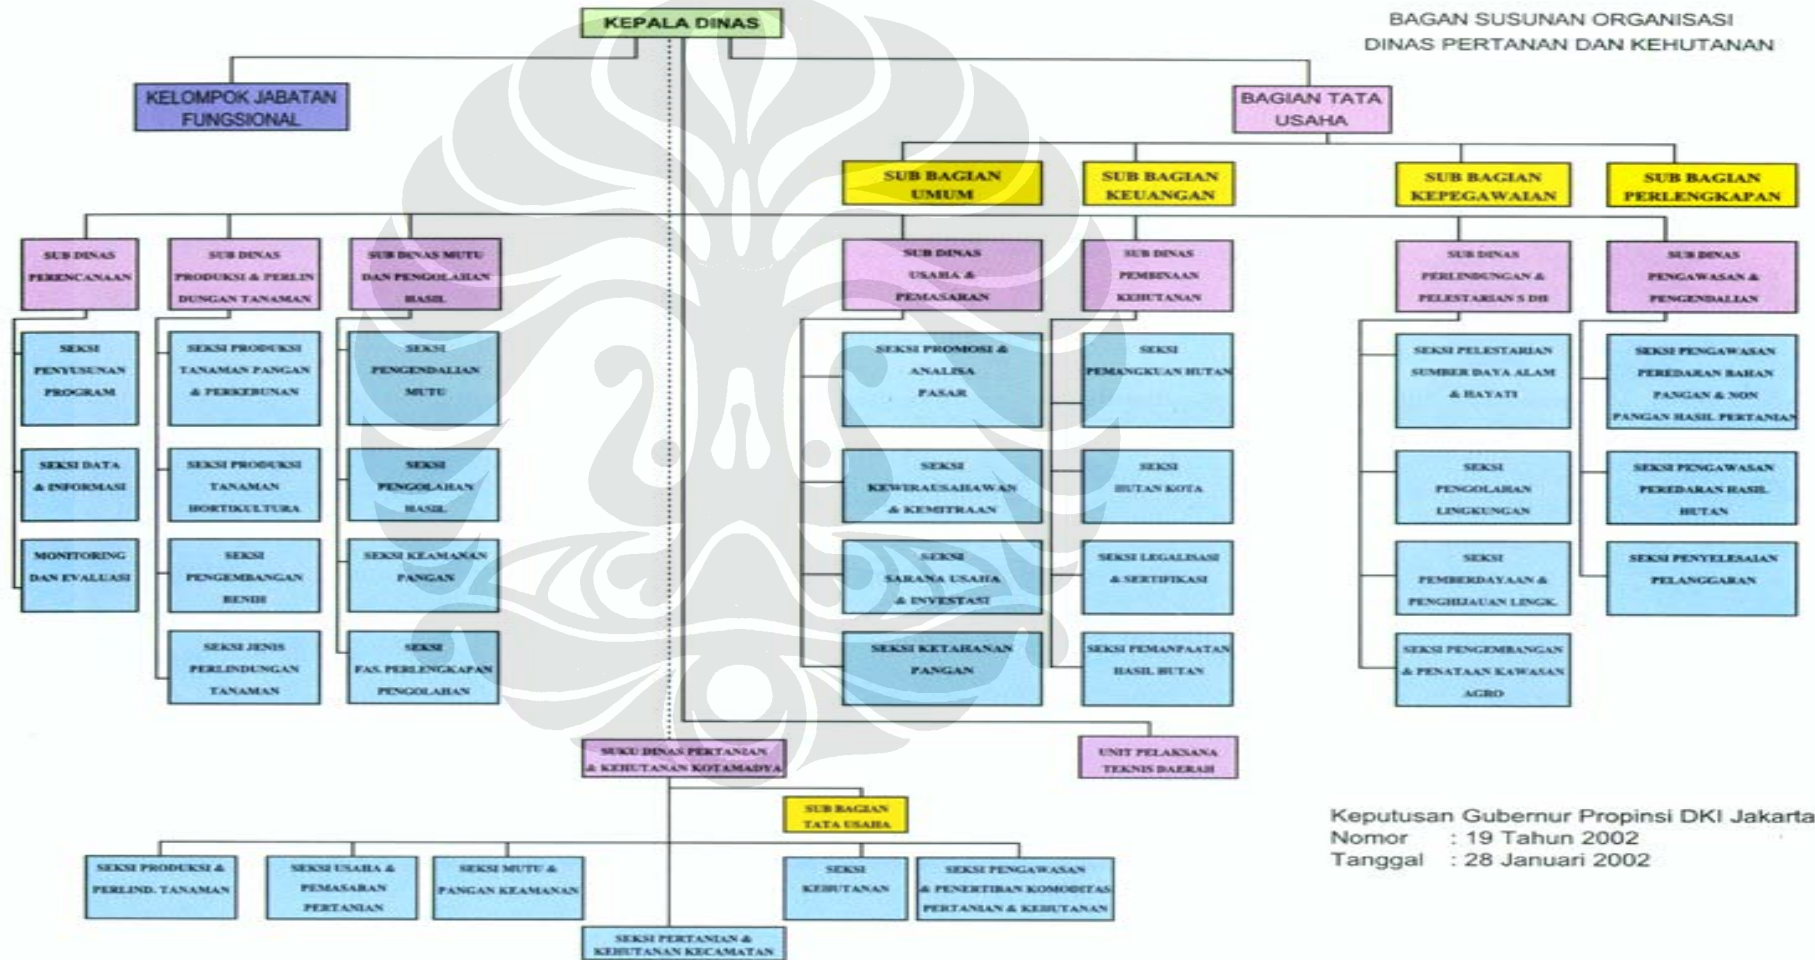 KEPALA DINAS
BAGAN SUSUNAN ORGANISASI
DINAS PERTANAN DAN KEHUTANAN
KELOMPOK JABATAN
FUNGSIONAL
BAGIAN TATA
USAHA
SUB BAGIAN
UMUM
SUB BAGIAN
KEUANGAN
SUB BAGIAN
KEPEGAWAIAN
SUB BAGIAN
PERLENGKAPAN
SUB DINAS
PERENCANAAN
SUB DINAS
PRODUKSI & PERLIN
DUNGAN TANAMAN
SUB DINAS MUTU
DAN PENGOLAHAN
HASIL
SUB DINAS
USAHA &
PEMASARAN
SUB DINAS
PEMBINAAN
KEHUTANAN
SUB DINAS
PERLINDUNGAN &
PELESTARIAN S DH
SUB DINAS
PENGAWASAN &
PENGENDALIAN
SEKSI
PENYUSUNAN
PROGRAM
SEKSI PRODUKSI
TANAMAN PANGAN
& PERKEBUNAN
SEKSI
PENGENDALIAN
MUTU
SEKSI PROMOSI &
ANALISA
PASAR
SEKSI
PEMANGKUAN HUTAN
SEKSI PELESTARIAN
SUMBER DAYA ALAM
& HAYATI
SEKSI PENGAWASAN
PEREDARAN BAHAN
PANGAN & NON
PANGAN HASIL PERTANIAN
SEKSI DATA
& INFORMASI
SEKSI PRODUKSI
TANAMAN
HORTIKULTURA
SEKSI
PENGOLAHAN
HASIL
SEKSI
KEWIRAUSAHAWAN
& KEMITRAAN
SEKSI
HUTAN KOTA
SEKSI
PENGOLAHAN
LINGKUNGAN
SEKSI PENGAWASAN
PEREDARAN HASIL
HUTAN
MONITORING
DAN EVALUASI
SEKSI
PENGEMBANGAN
BENIH
SEKSI KEAMANAN
PANGAN
SEKSI
SARANA USAHA
& INVESTASI
SEKSI LEGALISASI
& SERTIFIKASI
SEKSI
PEMBERDAYAAN &
PENGHIJAUAN LINGK.
SEKSI PENYELESAIAN
PELANGGARAN
SEKSI JENIS
PERLINDUNGAN
TANAMAN
SEKSI
FAS. PERLENGKAPAN
PENGOLAHAN
SEKSI KETAHANAN
PANGAN
SEKSI PEMANPAATAN
HASIL HUTAN
SEKSI PENGEMBANGAN
& PENATAAN KAWASAN
AGRO
SUKU DINAS PERTANIAN
& KEHUTANAN KOTAMADYA
UNIT PELAKSANA
TEKNIS DAERAH
SUB BAGIAN
TATA USAHA
Keputusan Gubernur Propinsi DKI Jakarta
Nomor : 19 Tahun 2002
Tanggal : 28 Januari 2002
SEKSI PRODUKSI &
PERLIND. TANAMAN
SEKSI USAHA &
PEMASARAN
PERTANIAN
SEKSI MUTU &
PANGAN KEAMANAN
SEKSI
KEHUTANAN
SEKSI PENGAWASAN
& PENERTIBAN KOMODITAS
PERTANIAN & KEHUTANAN
SEKSI PERTANIAN &
KEHUTANAN KECAMATAN